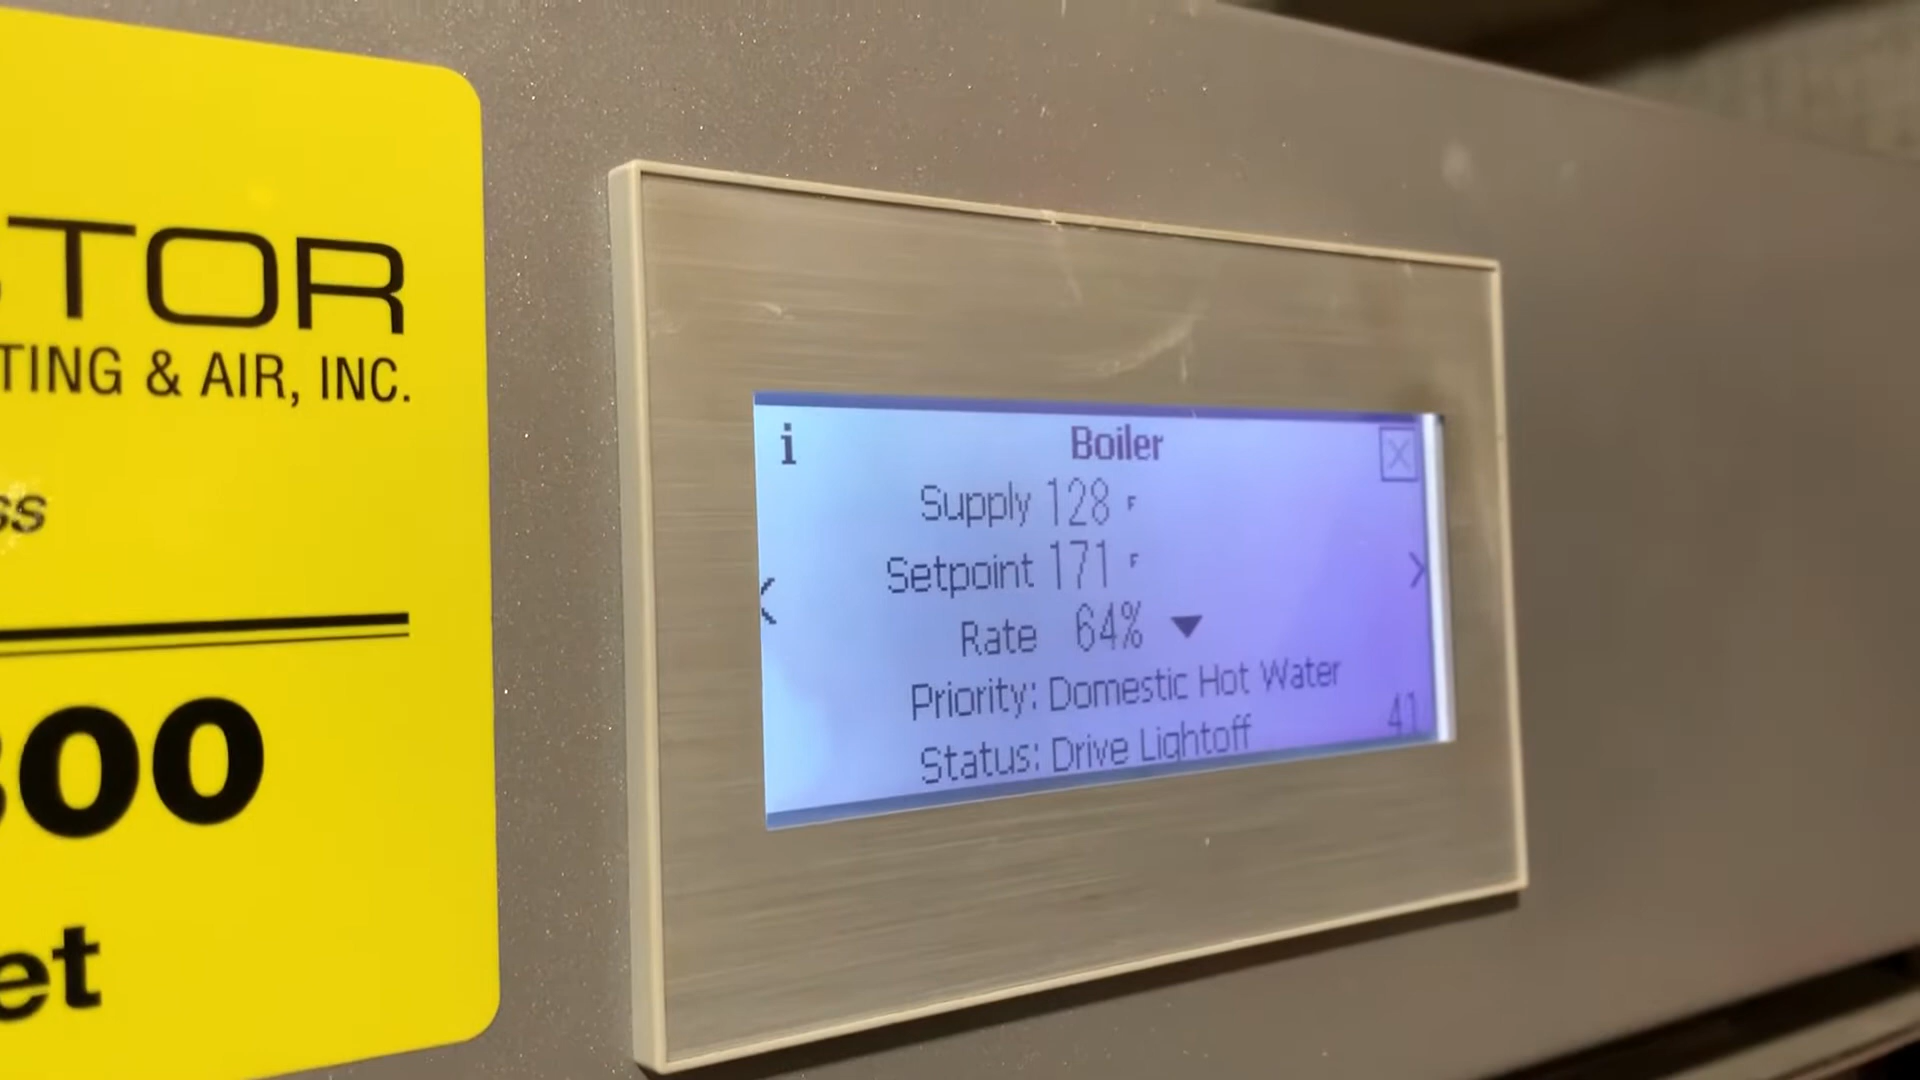 STOR
TING & AIR, INC.
ss
300
et
i Boiler X
Supply 128 F
Setpoint 171 F
Rate 64% ▼
Priority: Domestic Hot Water
Status: Drive Lightoff 41